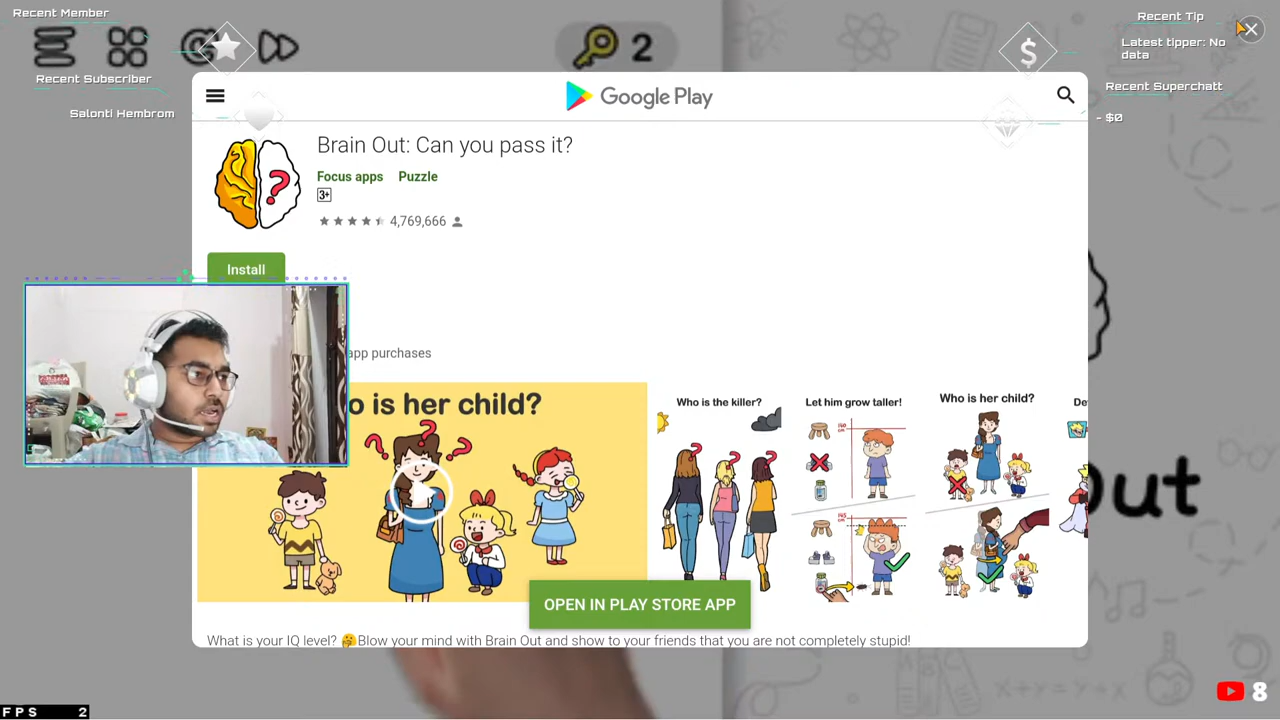 Recent Member
Recent Tip
Latest tipper: No
data
2
Recent Subscriber
Recent Superchatt
Salonti Hembrom
- $0
Google Play
Brain Out: Can you pass it?
Focus apps Puzzle
3+
4,769,666
Install
app purchases
o is her child?
Who is the killer?
Let him grow taller!
Who is her child?
De
Out
OPEN IN PLAY STORE APP
What is your IQ level? 🤔Blow your mind with Brain Out and show to your friends that you are not completely stupid!
8
FPS 2